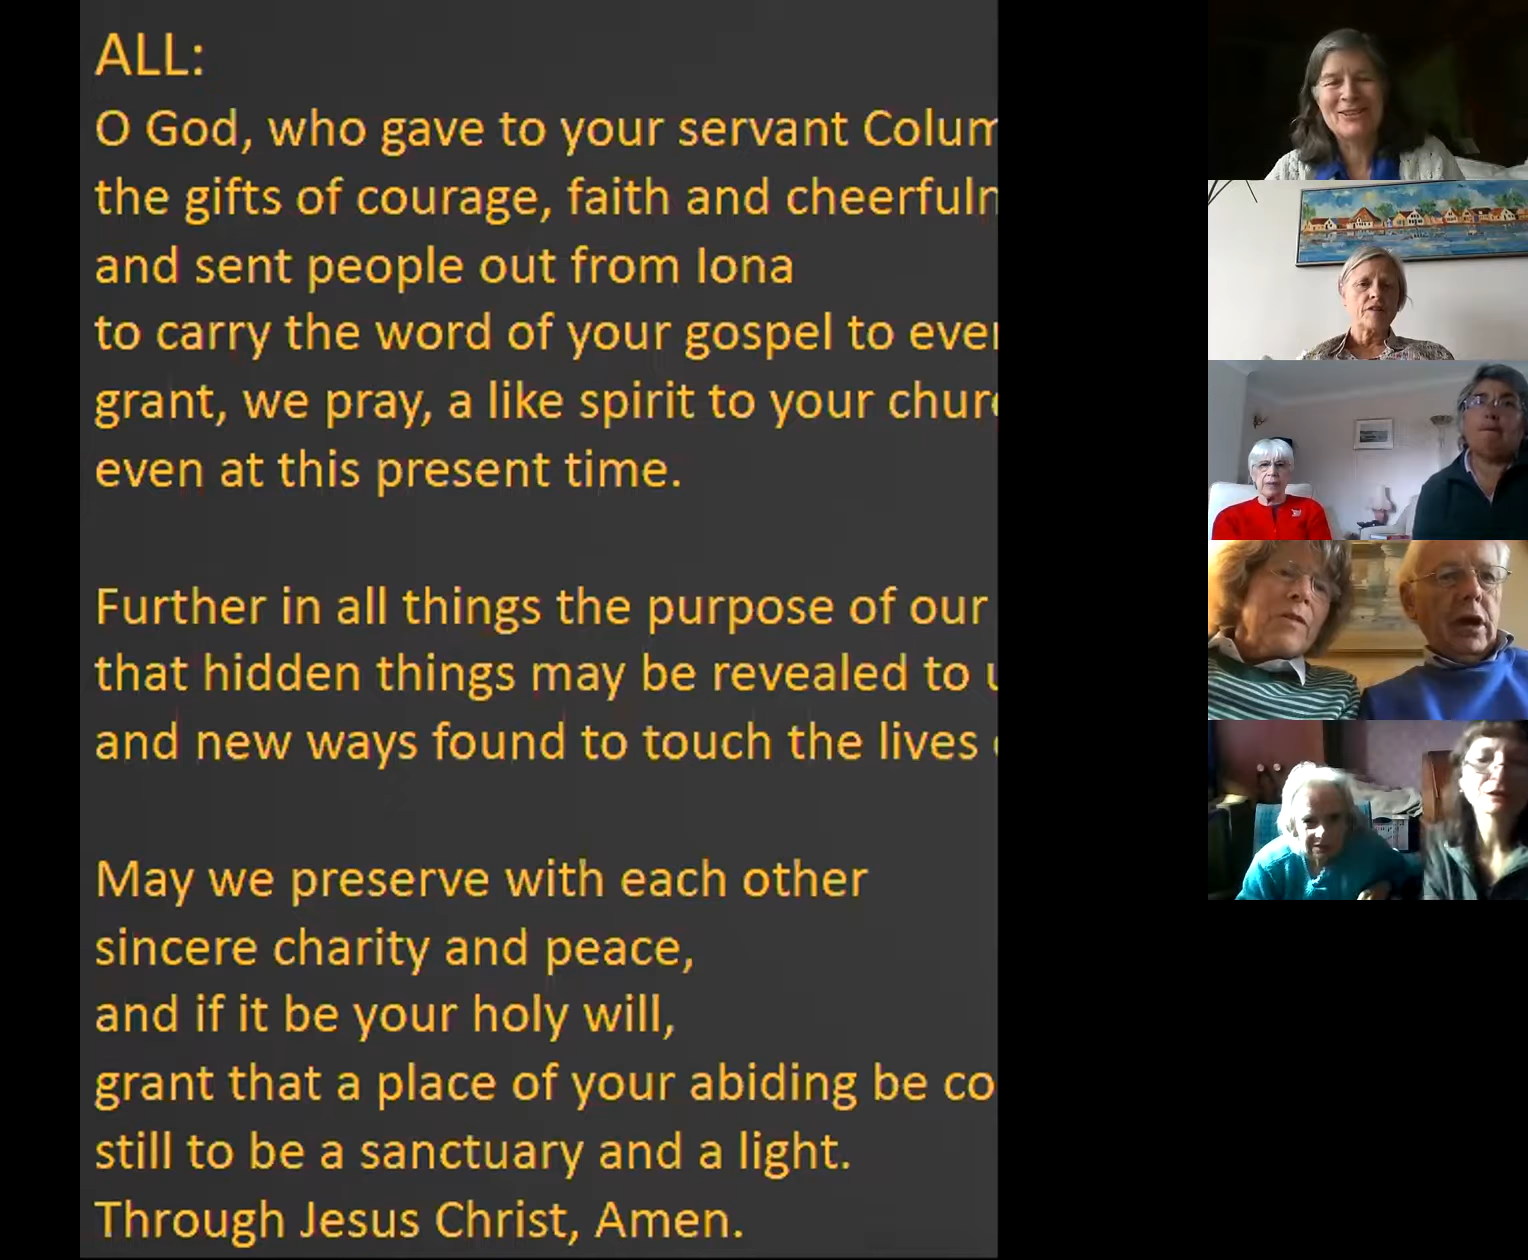 ALL:
O God, who gave to your servant Colum
the gifts of courage, faith and cheerfuln
and sent people out from Iona
to carry the word of your gospel to ever
grant, we pray, a like spirit to your churc
even at this present time.
Further in all things the purpose of our
that hidden things may be revealed to u
and new ways found to touch the lives
May we preserve with each other
sincere charity and peace,
and if it be your holy will,
grant that a place of your abiding be co
still to be a sanctuary and a light.
Through Jesus Christ, Amen.